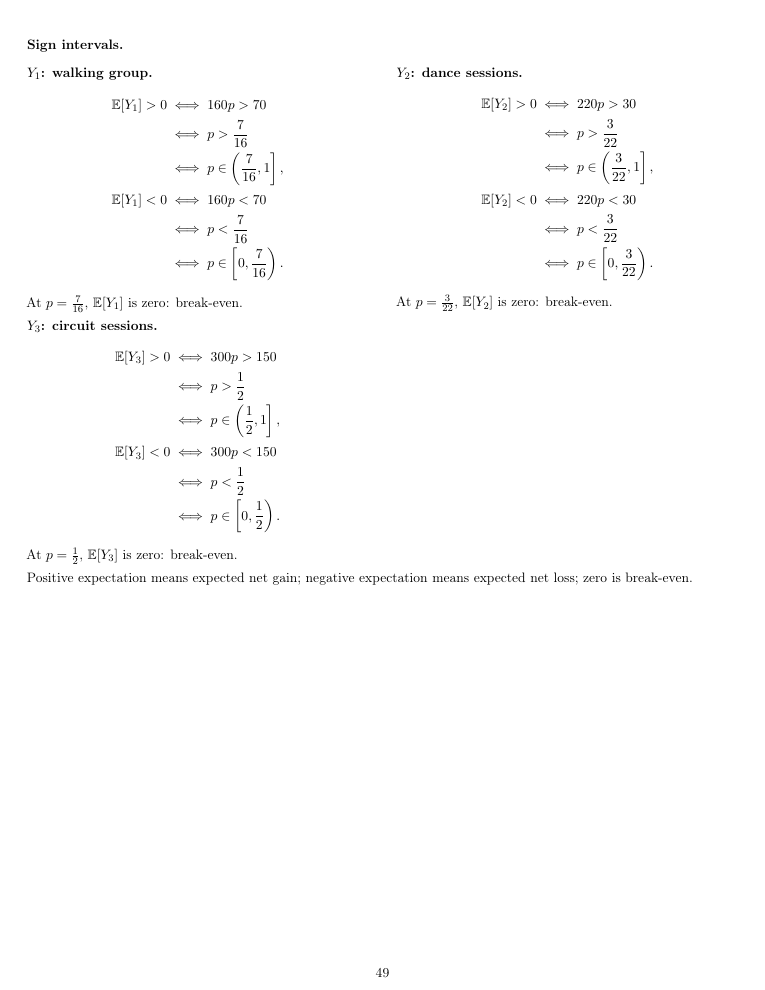 Sign intervals.
Y₁: walking group.
𝔼[Y₁] > 0 ⟺ 160p > 70
⟺ p > 7/16
⟺ p ∈ (7/16, 1],
𝔼[Y₁] < 0 ⟺ 160p < 70
⟺ p < 7/16
⟺ p ∈ [0, 7/16).
At p = 7/16, 𝔼[Y₁] is zero: break-even.
Y₂: dance sessions.
𝔼[Y₂] > 0 ⟺ 220p > 30
⟺ p > 3/22
⟺ p ∈ (3/22, 1],
𝔼[Y₂] < 0 ⟺ 220p < 30
⟺ p < 3/22
⟺ p ∈ [0, 3/22).
At p = 3/22, 𝔼[Y₂] is zero: break-even.
Y₃: circuit sessions.
𝔼[Y₃] > 0 ⟺ 300p > 150
⟺ p > 1/2
⟺ p ∈ (1/2, 1],
𝔼[Y₃] < 0 ⟺ 300p < 150
⟺ p < 1/2
⟺ p ∈ [0, 1/2).
At p = 1/2, 𝔼[Y₃] is zero: break-even.
Positive expectation means expected net gain; negative expectation means expected net loss; zero is break-even.
49